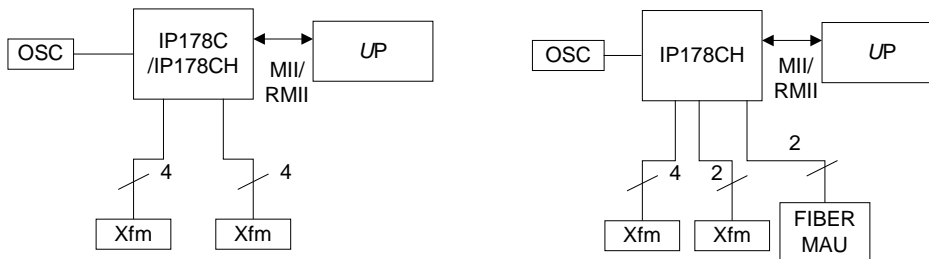 OSC
IP178C
/IP178CH
MII/
RMII
UP
4
4
Xfm
Xfm
OSC
IP178CH
MII/
RMII
UP
4
2
2
Xfm
Xfm
FIBER
MAU